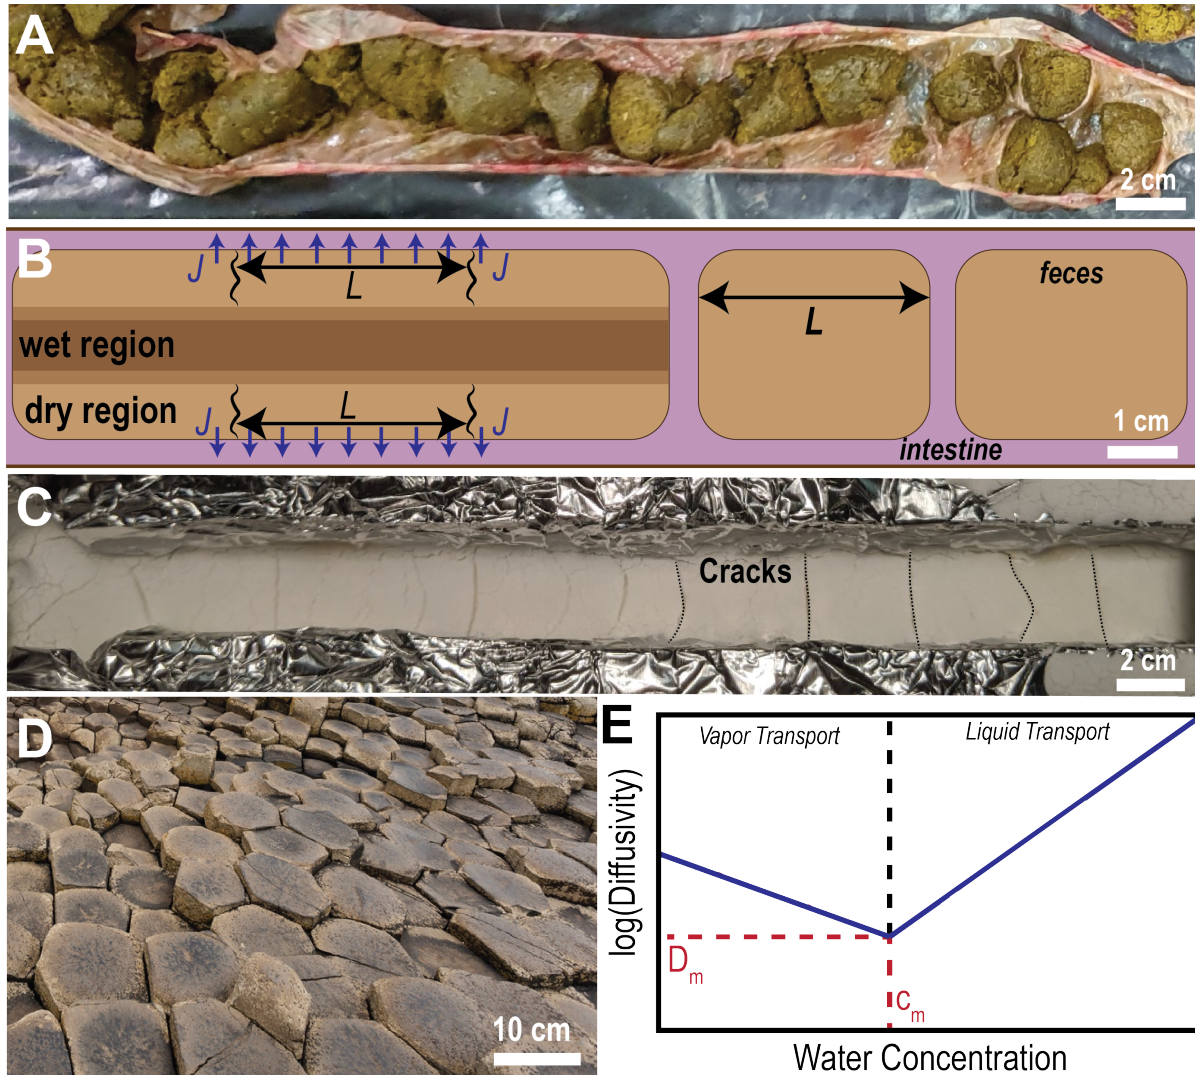 A
2 cm
B
J
L
J
feces
L
wet region
dry region
J
L
J
1 cm
intestine
C
Cracks
2 cm
D
10 cm
E
Vapor Transport
Liquid Transport
log(Diffusivity)
Dm
cm
Water Concentration